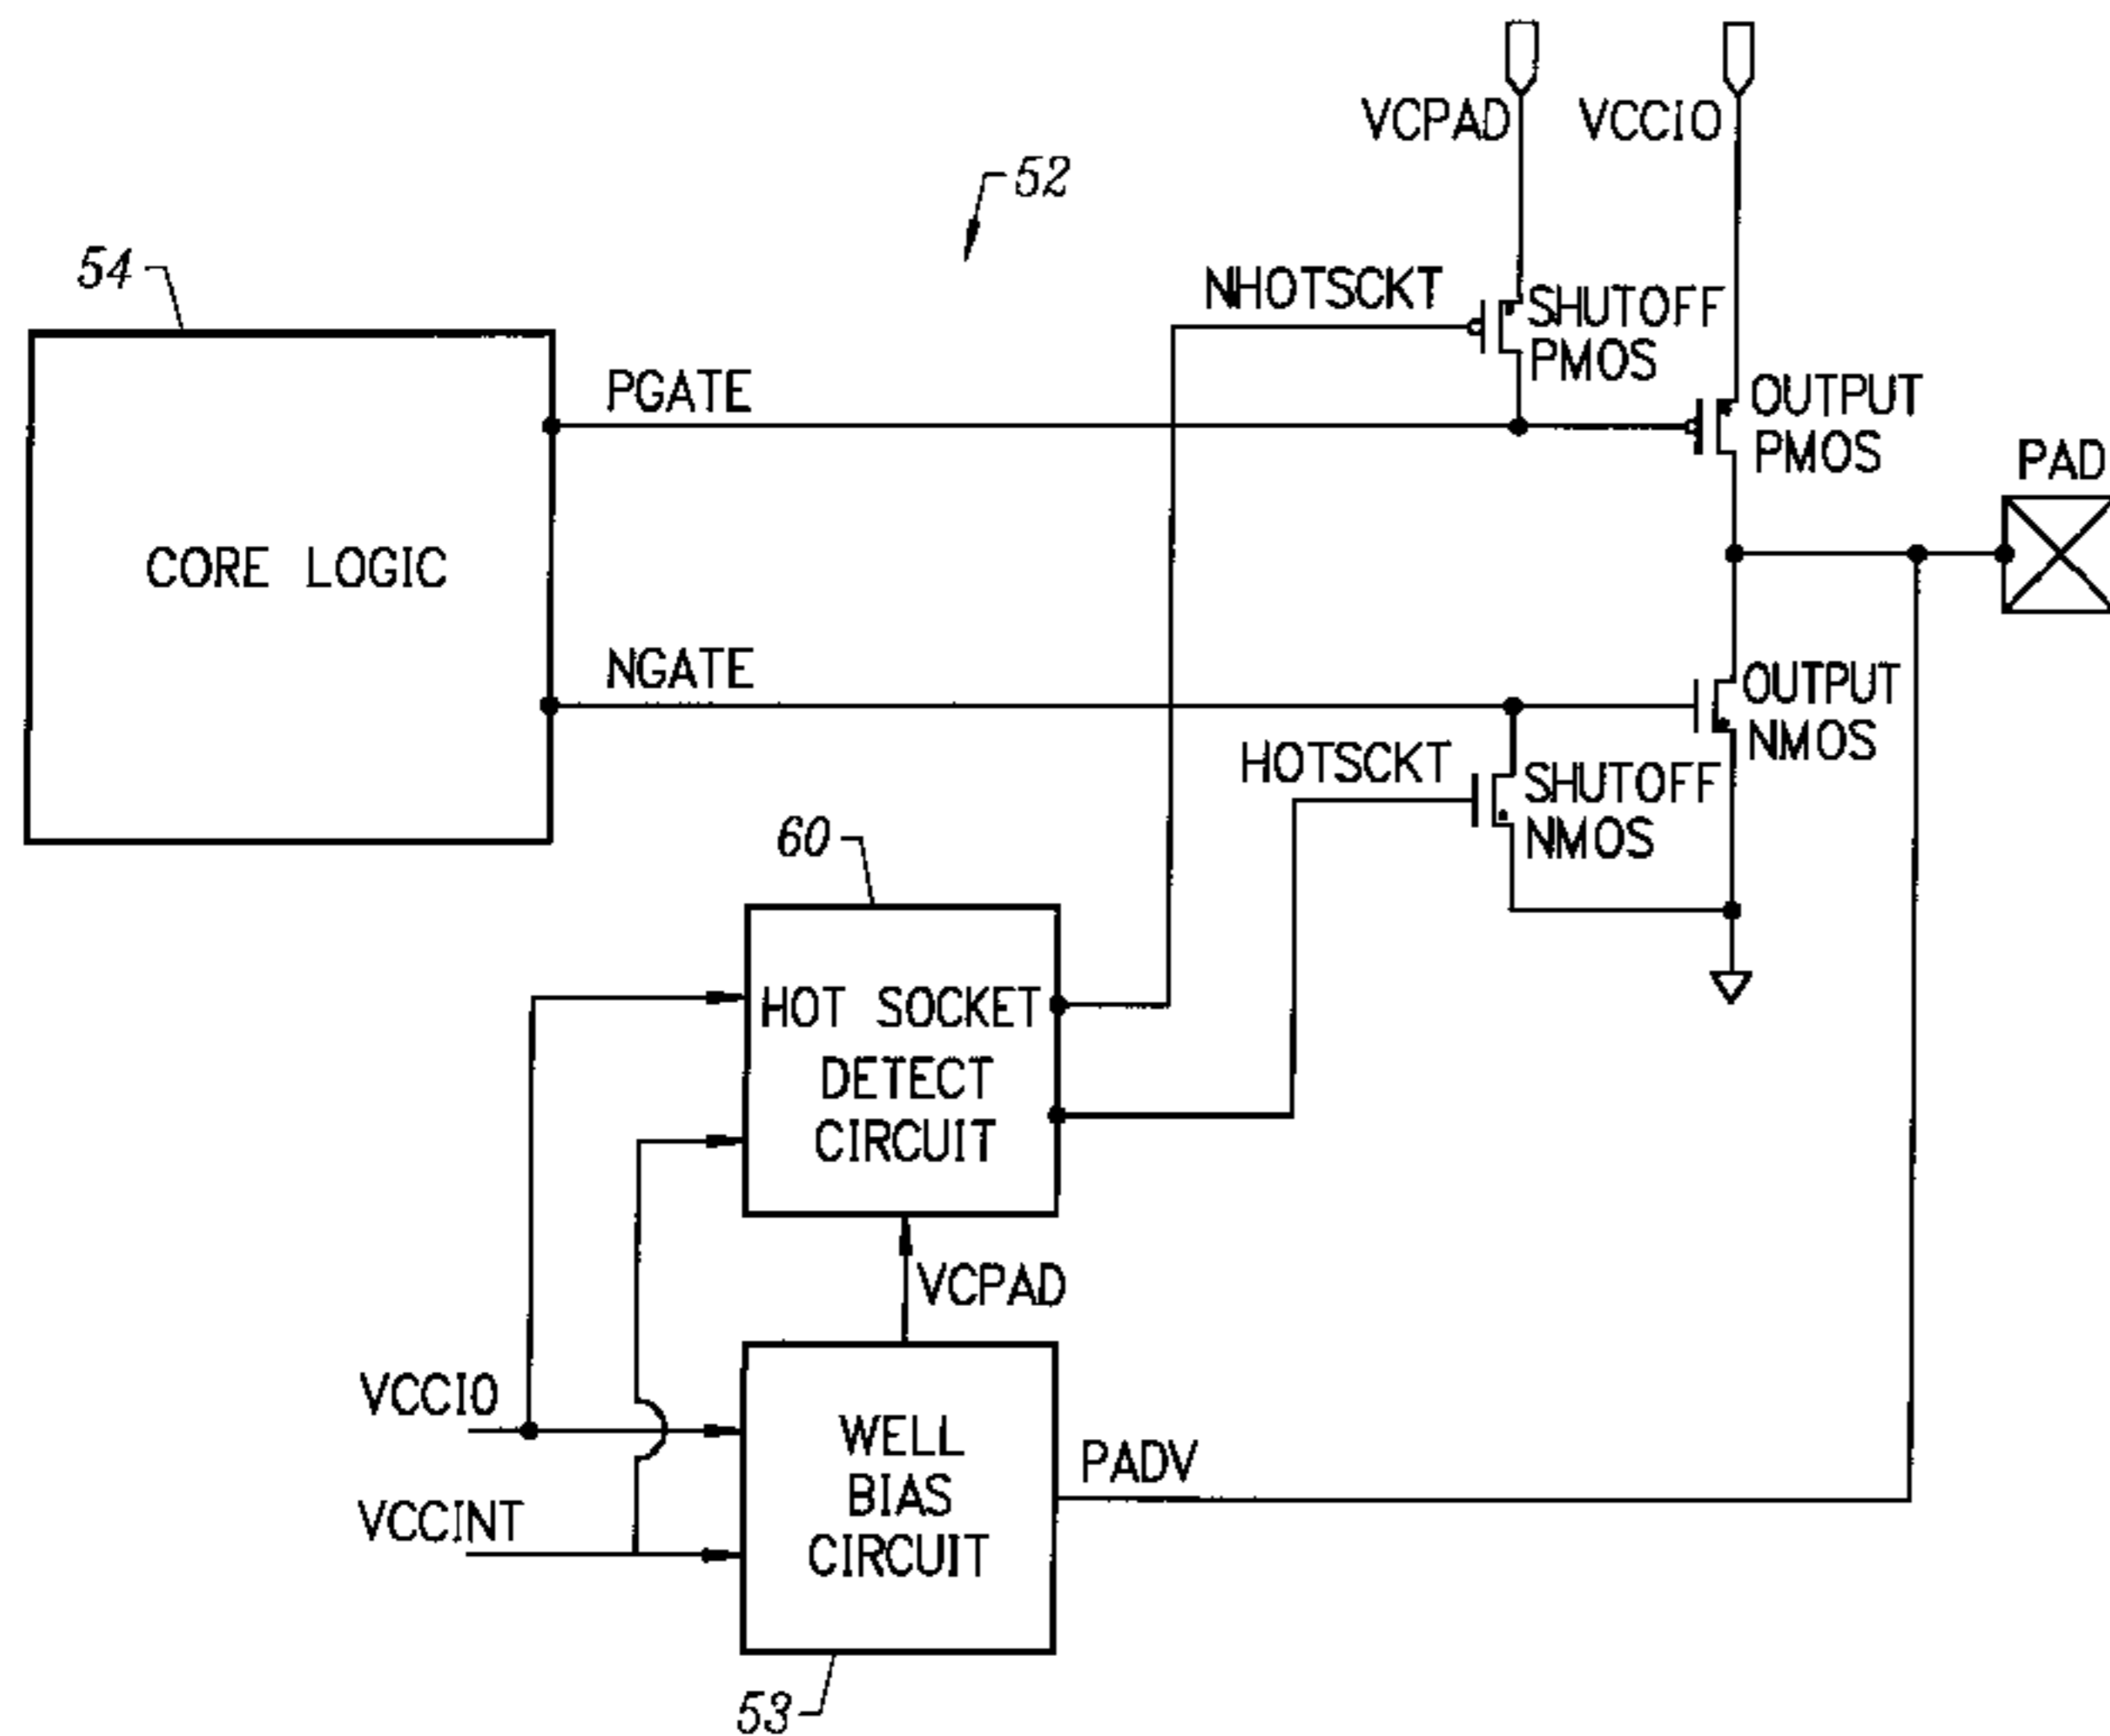 VCPAD VCCIO
52
54
NHOTSCKT
SHUTOFF
PMOS
PGATE
OUTPUT
PMOS
PAD
CORE LOGIC
NGATE
OUTPUT
NMOS
HOTSCKT
SHUTOFF
NMOS
60
HOT SOCKET
DETECT
CIRCUIT
VCPAD
VCCIO
WELL
BIAS
CIRCUIT
PADV
VCCINT
53